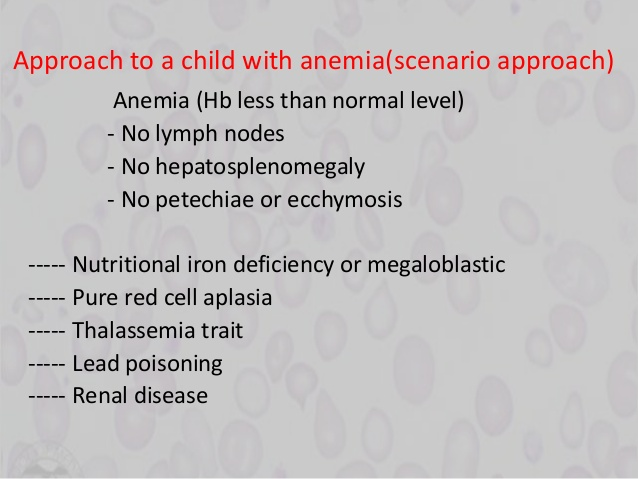 Approach to a child with anemia(scenario approach)
Anemia (Hb less than normal level)
- No lymph nodes
- No hepatosplenomegaly
- No petechiae or ecchymosis
----- Nutritional iron deficiency or megaloblastic
----- Pure red cell aplasia
----- Thalassemia trait
----- Lead poisoning
----- Renal disease